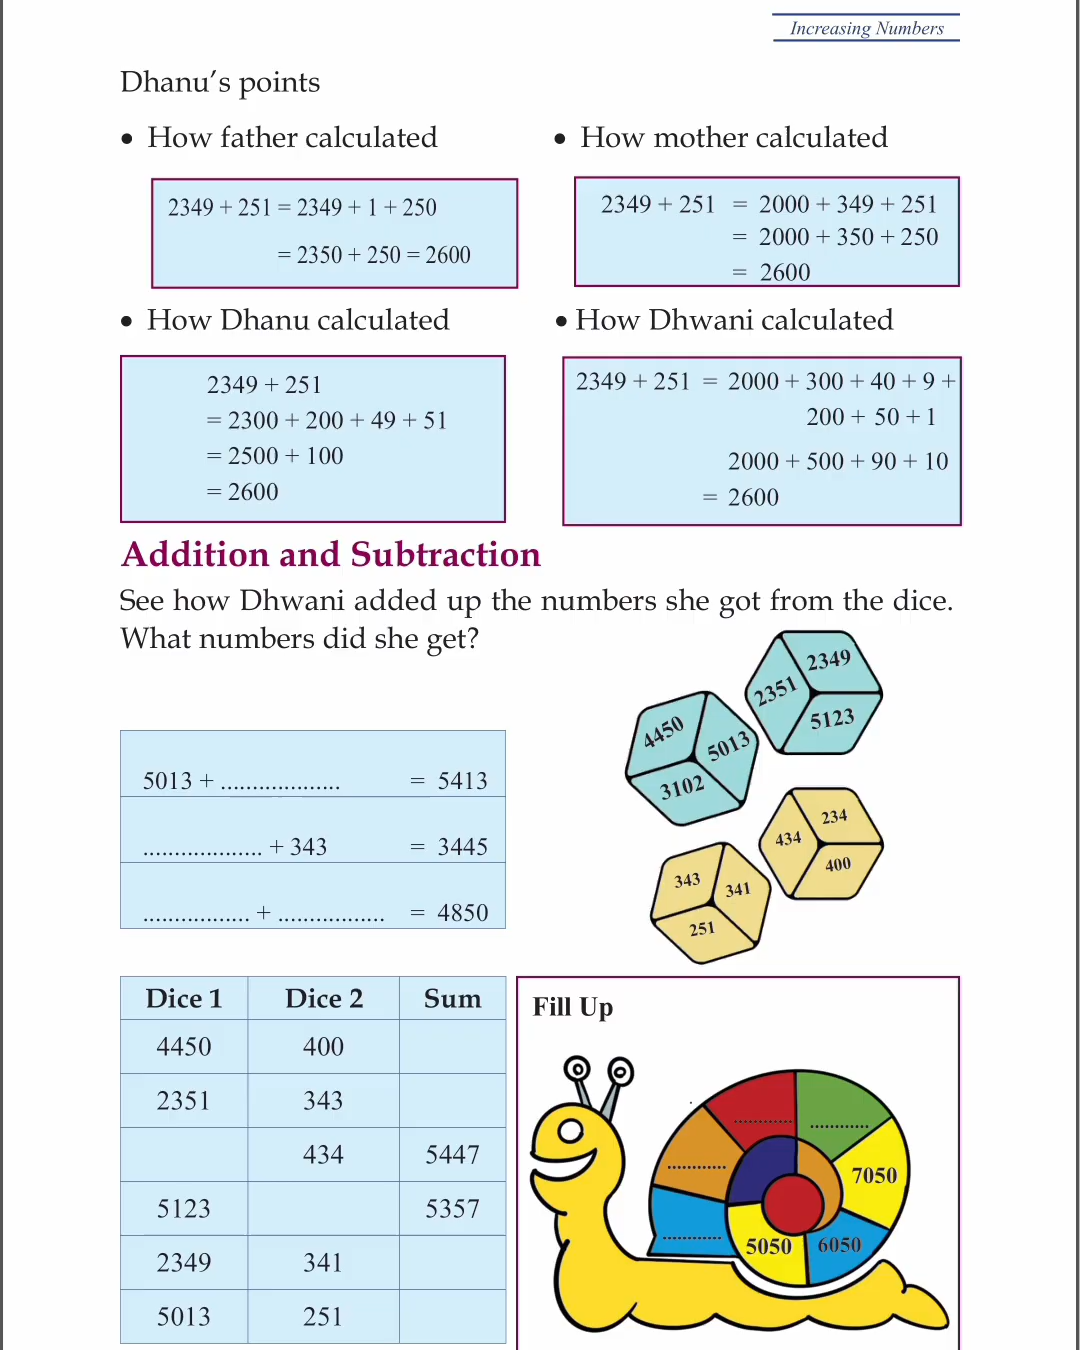 Increasing Numbers
Dhanu’s points
• How father calculated
• How mother calculated
2349 + 251 = 2349 + 1 + 250
= 2350 + 250 = 2600
2349 + 251 = 2000 + 349 + 251
= 2000 + 350 + 250
= 2600
• How Dhanu calculated
• How Dhwani calculated
2349 + 251
= 2300 + 200 + 49 + 51
= 2500 + 100
= 2600
2349 + 251 = 2000 + 300 + 40 + 9 +
200 + 50 + 1
2000 + 500 + 90 + 10
= 2600
Addition and Subtraction
See how Dhwani added up the numbers she got from the dice.
What numbers did she get?
2349
2351
5123
4450
5013
3102
234
434
400
343
341
251
5013 + ................... = 5413
................... + 343 = 3445
................. + ................. = 4850
Dice 1 Dice 2 Sum
4450 400
2351 343
434 5447
5123 5357
2349 341
5013 251
Fill Up
............
............
............
7050
............
5050
6050